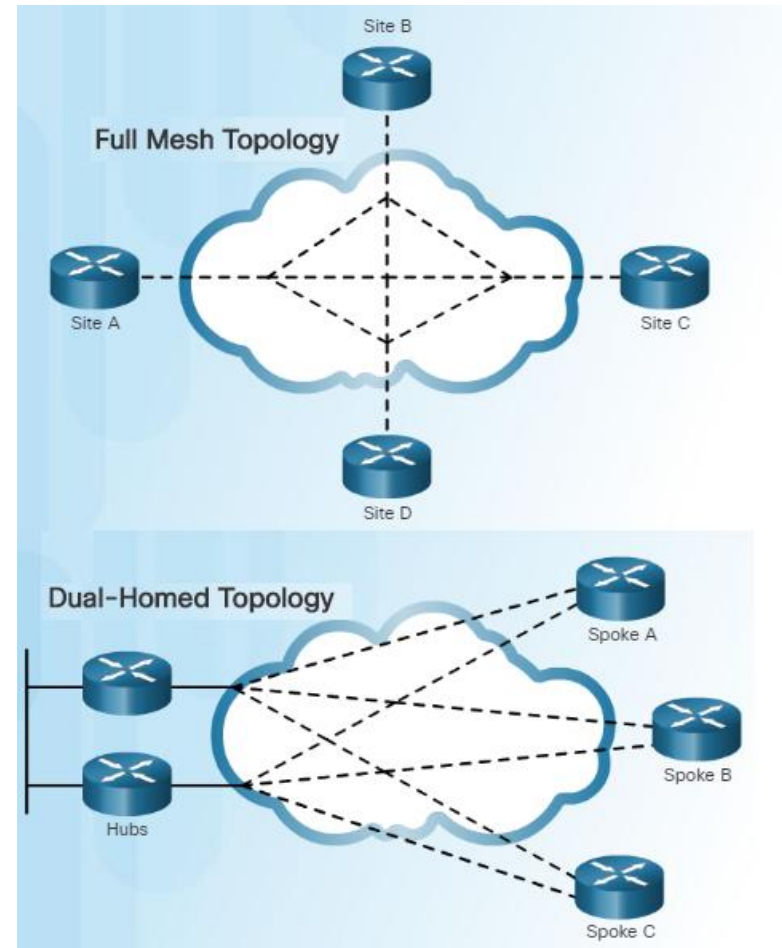 Site B
Full Mesh Topology
Site A
Site C
Site D
Dual-Homed Topology
Spoke A
Spoke B
Hubs
Spoke C